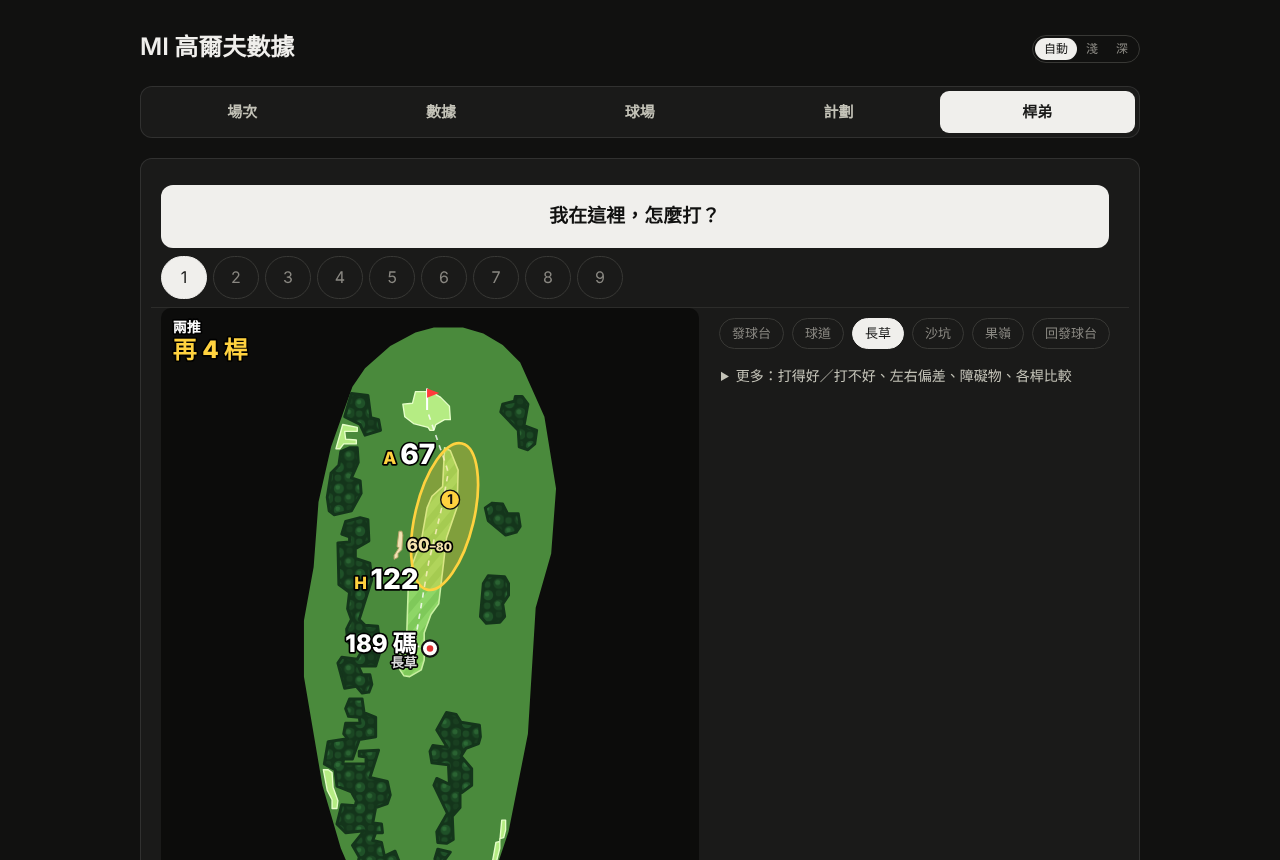 MI 高爾夫數據
自動 淺 深
場次 數據 球場 計劃 桿弟
我在這裡，怎麼打？
1 2 3 4 5 6 7 8 9
兩推
再 4 桿
發球台 球道 長草 沙坑 果嶺 回發球台
▶ 更多：打得好／打不好、左右偏差、障礙物、各桿比較
A 67
1
60–80
H 122
189 碼
長草